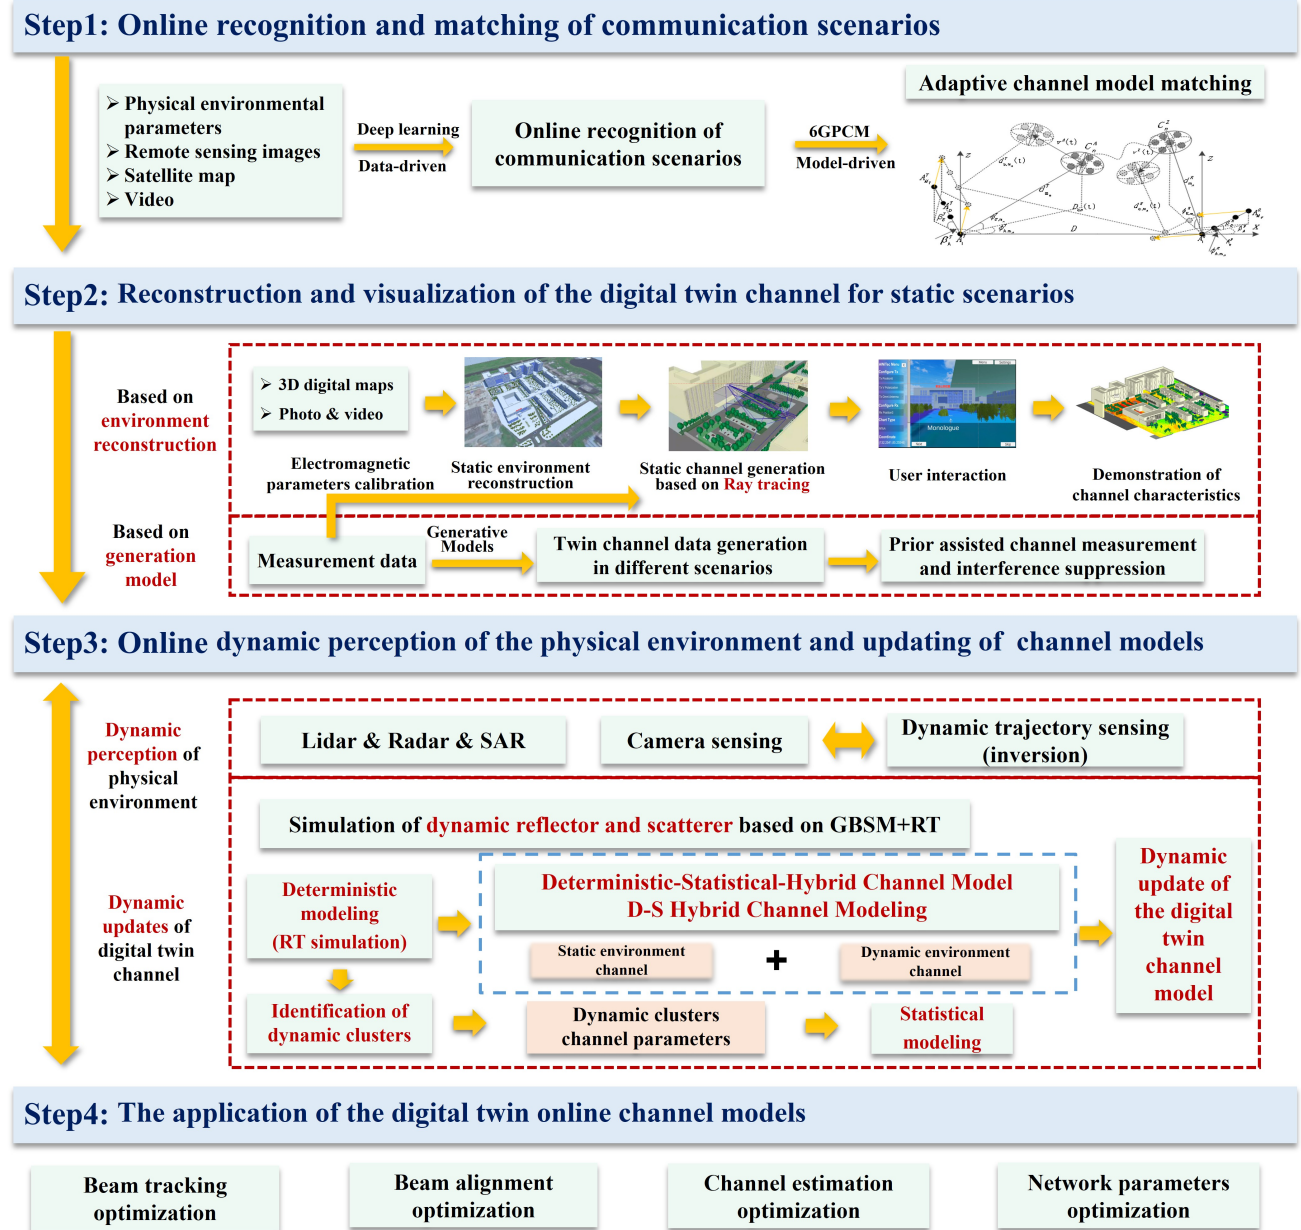 Step1: Online recognition and matching of communication scenarios
➢ Physical environmental
parameters
➢ Remote sensing images
➢ Satellite map
➢ Video
Deep learning
Data-driven
Online recognition of
communication scenarios
6GPCM
Model-driven
Adaptive channel model matching
Step2: Reconstruction and visualization of the digital twin channel for static scenarios
Based on
environment
reconstruction
➢ 3D digital maps
➢ Photo & video
Monologue
Electromagnetic
parameters calibration
Static environment
reconstruction
Static channel generation
based on Ray tracing
User interaction
Demonstration of
channel characteristics
Based on
generation
model
Measurement data
Generative
Models
Twin channel data generation
in different scenarios
Prior assisted channel measurement
and interference suppression
Step3: Online dynamic perception of the physical environment and updating of channel models
Dynamic
perception of
physical
environment
Lidar & Radar & SAR
Camera sensing
Dynamic trajectory sensing
(inversion)
Dynamic
updates of
digital twin
channel
Simulation of dynamic reflector and scatterer based on GBSM+RT
Deterministic
modeling
(RT simulation)
Deterministic-Statistical-Hybrid Channel Model
D-S Hybrid Channel Modeling
Static environment
channel
+
Dynamic environment
channel
Identification of
dynamic clusters
Dynamic clusters
channel parameters
Statistical
modeling
Dynamic
update of
the digital
twin
channel
model
Step4: The application of the digital twin online channel models
Beam tracking
optimization
Beam alignment
optimization
Channel estimation
optimization
Network parameters
optimization